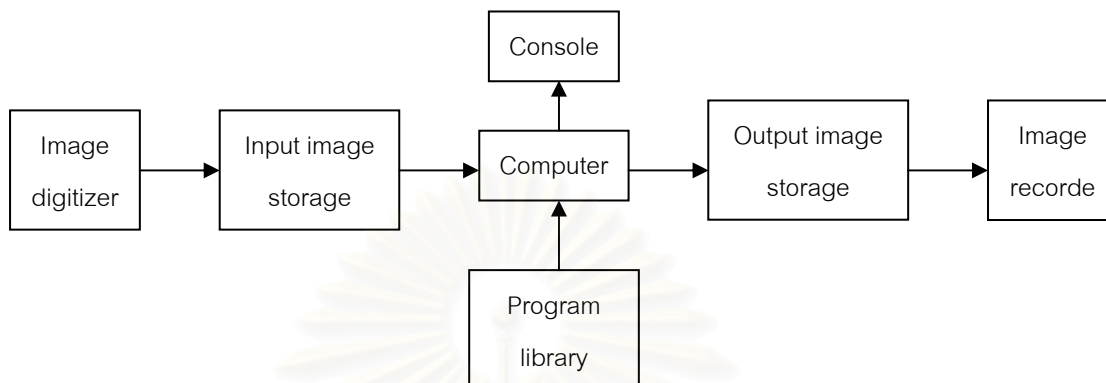 Console
Image
digitizer
Input image
storage
Computer
Output image
storage
Image
recorde
Program
library